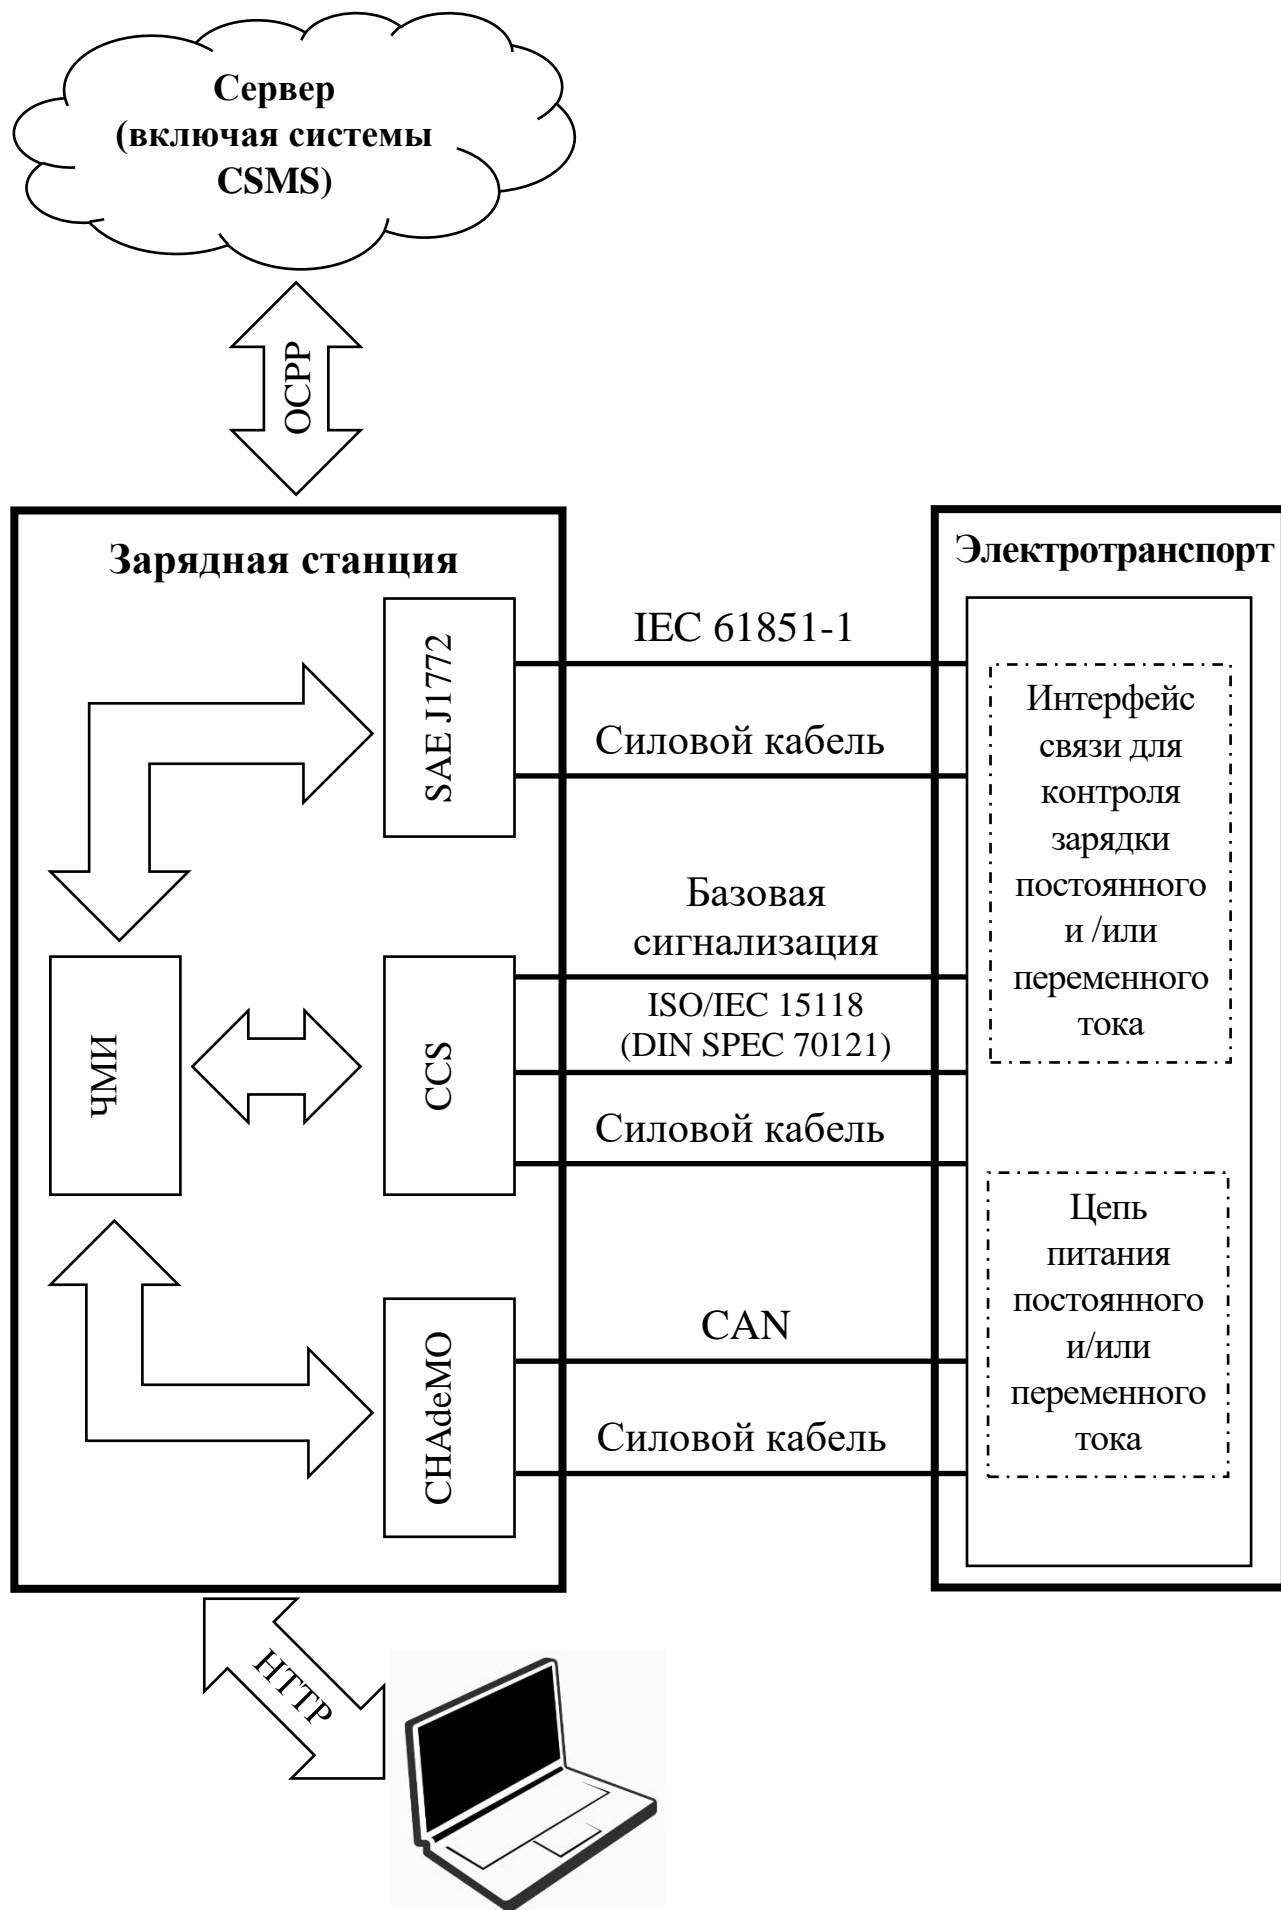 Сервер
(включая системы
CSMS)
OCPP
Зарядная станция
SAE J1772
ЧМИ
CCS
CHAdeMO
IEC 61851-1
Силовой кабель
Базовая
сигнализация
ISO/IEC 15118
(DIN SPEC 70121)
Силовой кабель
CAN
Силовой кабель
Электротранспорт
Интерфейс
связи для
контроля
зарядки
постоянного
и /или
переменного
тока
Цепь
питания
постоянного
и/или
переменного
тока
HTTP